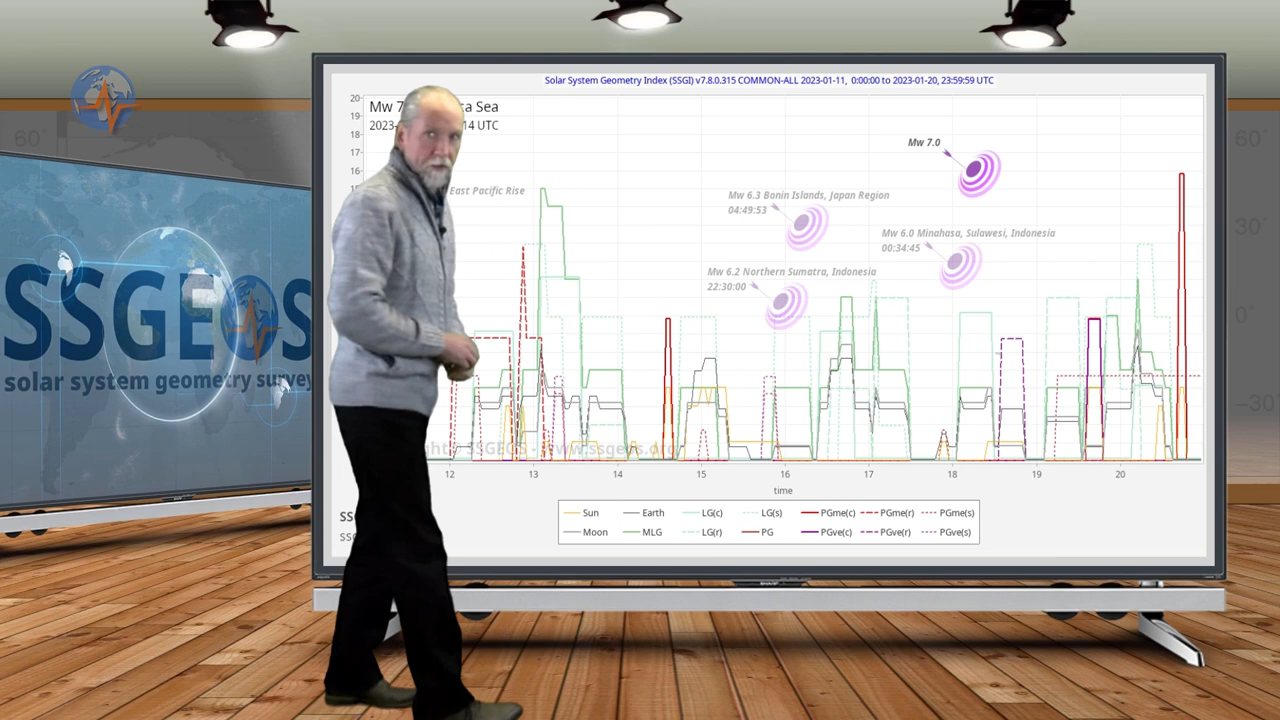 Solar System Geometry Index (SSGI) v7.8.0.315 COMMON-ALL 2023-01-11, 0:00:00 to 2023-01-20, 23:59:59 UTC
Mw 7 ca Sea
2023- 14 UTC
East Pacific Rise
Mw 7.0
Mw 6.3 Bonin Islands, Japan Region
04:49:53
Mw 6.0 Minahasa, Sulawesi, Indonesia
00:34:45
Mw 6.2 Northern Sumatra, Indonesia
22:30:00
20
19
18
17
16
12 13 14 15 16 17 18 19 20
time
Sun Earth LG(c) LG(s) PGme(c) PGme(r) PGme(s)
Moon MLG LG(r) PG PGve(c) PGve(r) PGve(s)
SSGEOS
solar system geometry survey
60°
60°
30°
0°
-30°
SHARP